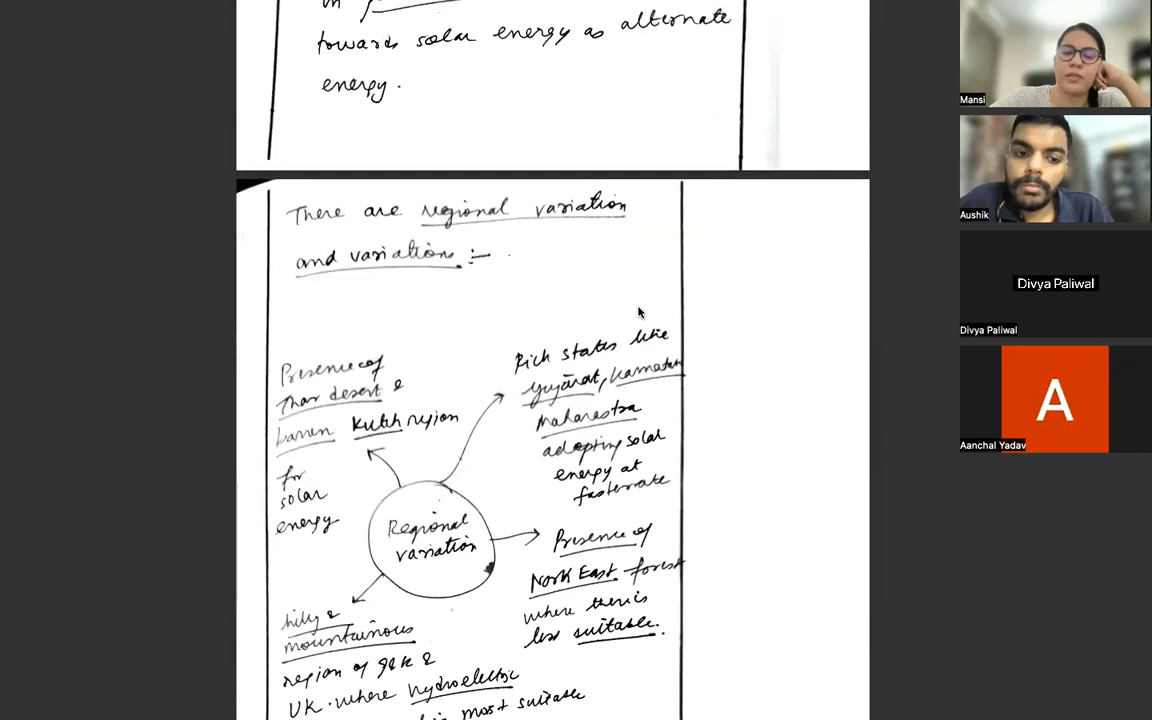 towards solar energy as alternate
energy.
There are regional variation
and variations :-
Presence of
Thar desert &
barren Kutch region
for
solar
energy
Rich states like
Gujarat, Karnatak
Maharastra
adopting solar
energy at
faster rate
Regional
variation
Presence of
North East forest
where there is
less suitable.
hilly &
mountainous
region of J&K &
UK. where hydroelectric
is most suitable
Mansi
Aushik
Divya Paliwal
Divya Paliwal
A
Aanchal Yadav